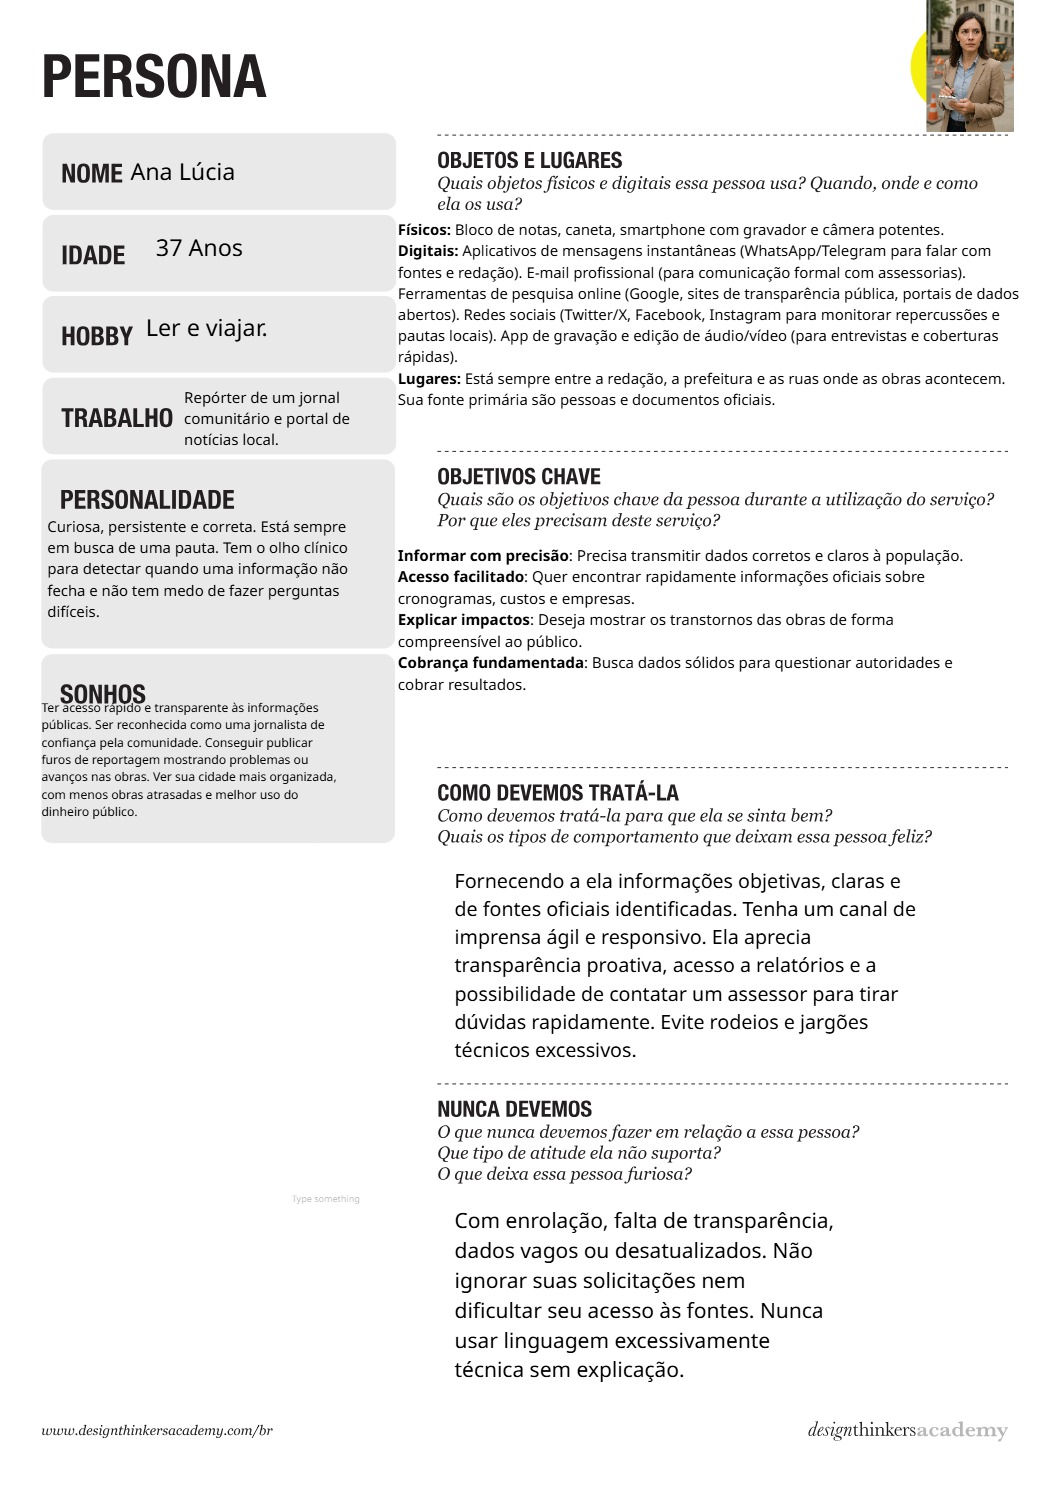 PERSONA
NOME Ana Lúcia
IDADE 37 Anos
HOBBY Ler e viajar.
TRABALHO
Repórter de um jornal
comunitário e portal de
notícias local.
PERSONALIDADE
Curiosa, persistente e correta. Está sempre
em busca de uma pauta. Tem o olho clínico
para detectar quando uma informação não
fecha e não tem medo de fazer perguntas
difíceis.
SONHOS
Ter acesso rápido e transparente às informações
públicas. Ser reconhecida como uma jornalista de
confiança pela comunidade. Conseguir publicar
furos de reportagem mostrando problemas ou
avanços nas obras. Ver sua cidade mais organizada,
com menos obras atrasadas e melhor uso do
dinheiro público.
OBJETOS E LUGARES
Quais objetos físicos e digitais essa pessoa usa? Quando, onde e como
ela os usa?
Físicos: Bloco de notas, caneta, smartphone com gravador e câmera potentes.
Digitais: Aplicativos de mensagens instantâneas (WhatsApp/Telegram para falar com
fontes e redação). E-mail profissional (para comunicação formal com assessorias).
Ferramentas de pesquisa online (Google, sites de transparência pública, portais de dados
abertos). Redes sociais (Twitter/X, Facebook, Instagram para monitorar repercussões e
pautas locais). App de gravação e edição de áudio/vídeo (para entrevistas e coberturas
rápidas).
Lugares: Está sempre entre a redação, a prefeitura e as ruas onde as obras acontecem.
Sua fonte primária são pessoas e documentos oficiais.
OBJETIVOS CHAVE
Quais são os objetivos chave da pessoa durante a utilização do serviço?
Por que eles precisam deste serviço?
Informar com precisão: Precisa transmitir dados corretos e claros à população.
Acesso facilitado: Quer encontrar rapidamente informações oficiais sobre
cronogramas, custos e empresas.
Explicar impactos: Deseja mostrar os transtornos das obras de forma
compreensível ao público.
Cobrança fundamentada: Busca dados sólidos para questionar autoridades e
cobrar resultados.
COMO DEVEMOS TRATÁ-LA
Como devemos tratá-la para que ela se sinta bem?
Quais os tipos de comportamento que deixam essa pessoa feliz?
Fornecendo a ela informações objetivas, claras e
de fontes oficiais identificadas. Tenha um canal de
imprensa ágil e responsivo. Ela aprecia
transparência proativa, acesso a relatórios e a
possibilidade de contatar um assessor para tirar
dúvidas rapidamente. Evite rodeios e jargões
técnicos excessivos.
NUNCA DEVEMOS
O que nunca devemos fazer em relação a essa pessoa?
Que tipo de atitude ela não suporta?
O que deixa essa pessoa furiosa?
Type something
Com enrolação, falta de transparência,
dados vagos ou desatualizados. Não
ignorar suas solicitações nem
dificultar seu acesso às fontes. Nunca
usar linguagem excessivamente
técnica sem explicação.
www.designthinkersacademy.com/br
designthinkersacademy